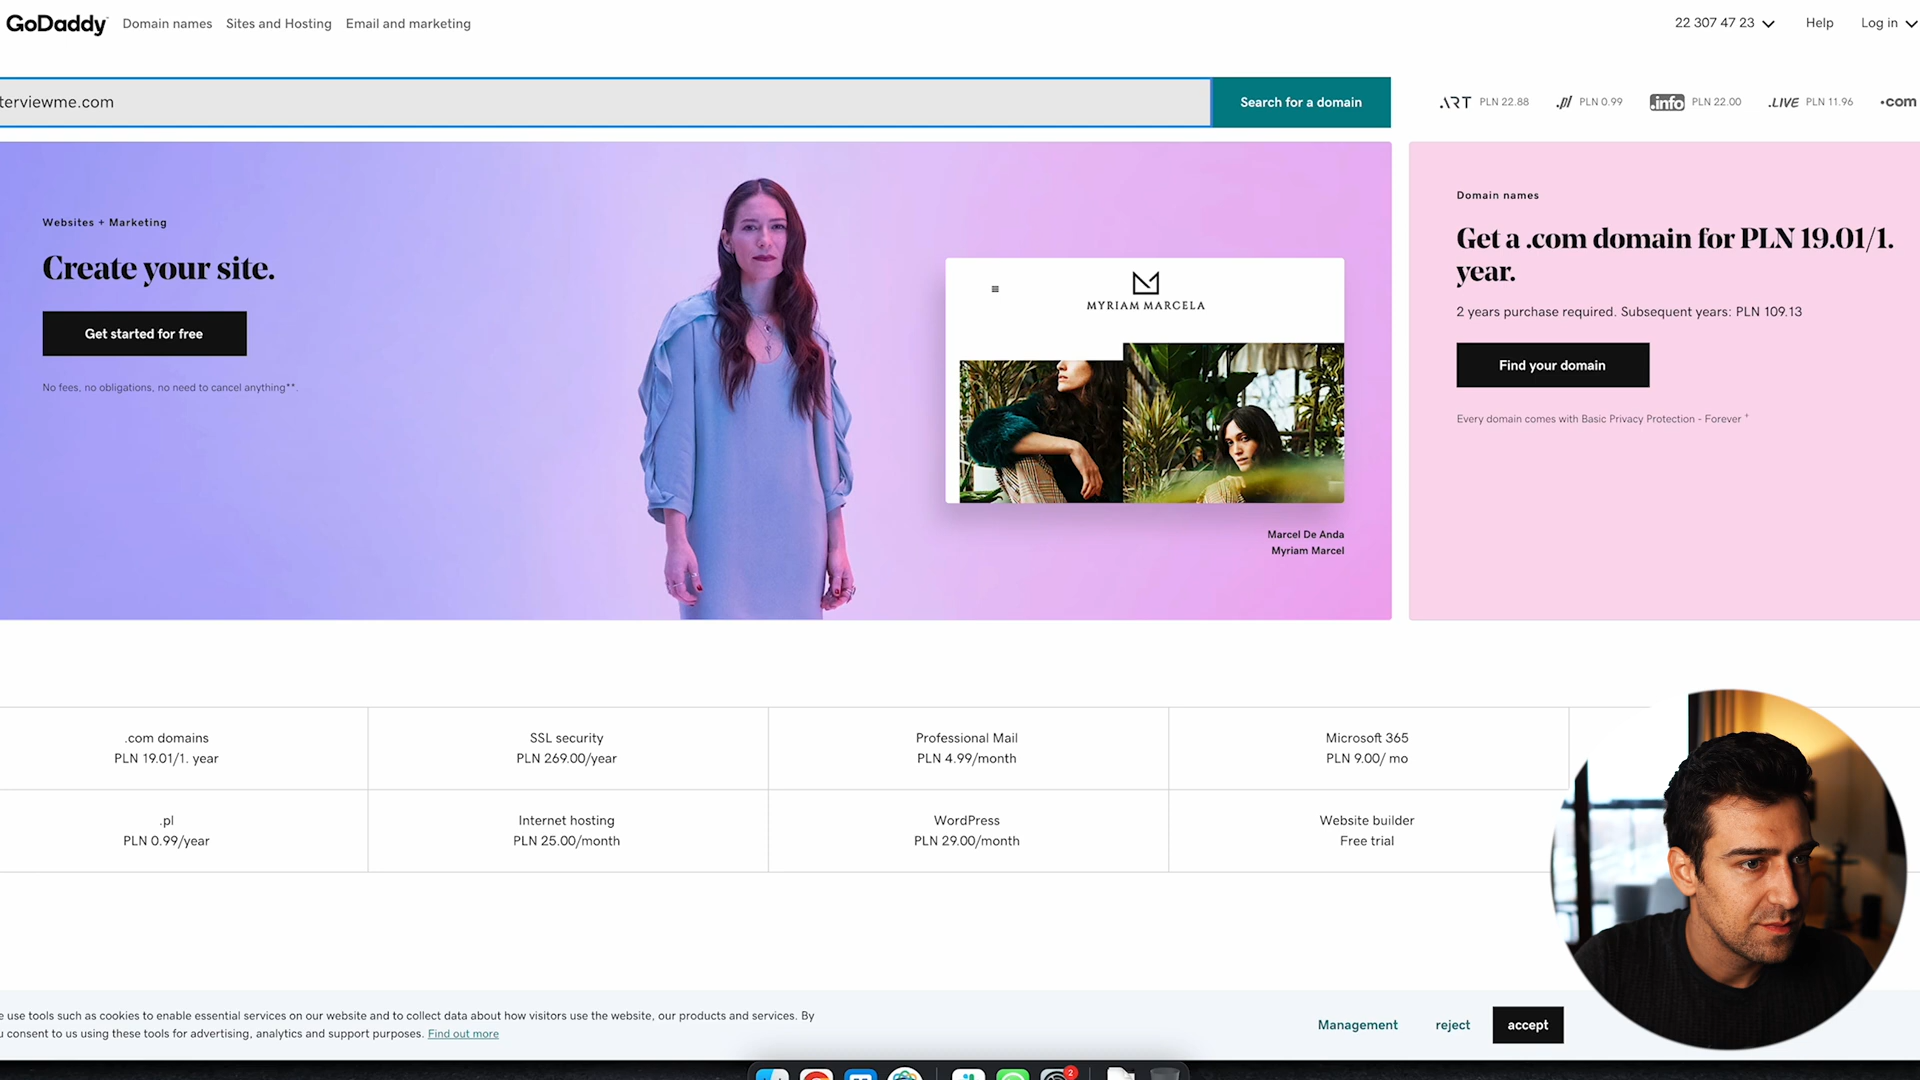 GoDaddy
Domain names
Sites and Hosting
Email and marketing
22 307 47 23
Help
Log in
terviewme.com
Search for a domain
.ART PLN 22.88
.pl PLN 0.99
.info PLN 22.00
.LIVE PLN 11.96
.com
Websites + Marketing
Create your site.
Get started for free
No fees, no obligations, no need to cancel anything**.
MYRIAM MARCELA
Marcel De Anda
Myriam Marcel
Domain names
Get a .com domain for PLN 19.01/1.
year.
2 years purchase required. Subsequent years: PLN 109.13
Find your domain
Every domain comes with Basic Privacy Protection - Forever +
.com domains
PLN 19.01/1. year
SSL security
PLN 269.00/year
Professional Mail
PLN 4.99/month
Microsoft 365
PLN 9.00/ mo
.pl
PLN 0.99/year
Internet hosting
PLN 25.00/month
WordPress
PLN 29.00/month
Website builder
Free trial
e use tools such as cookies to enable essential services on our website and to collect data about how visitors use the website, our products and services. By
u consent to us using these tools for advertising, analytics and support purposes. Find out more
Management
reject
accept
2